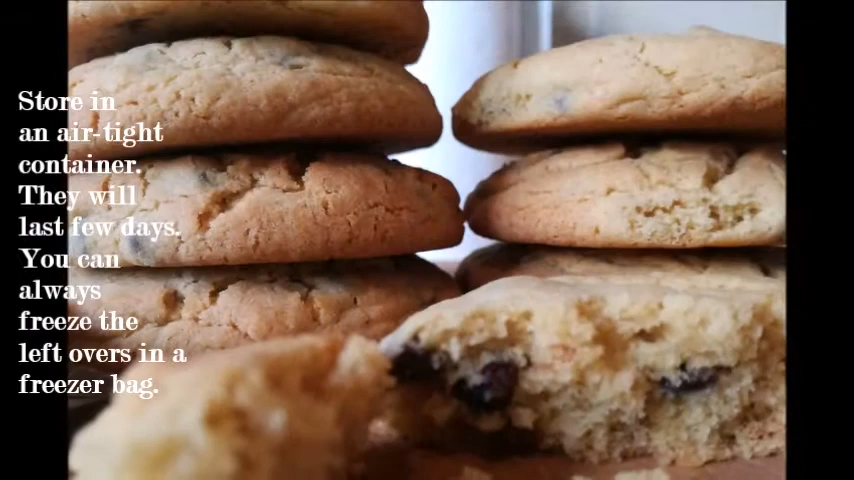 Store in
an air-tight
container.
They will
last few days.
You can
always
freeze the
left overs in a
freezer bag.